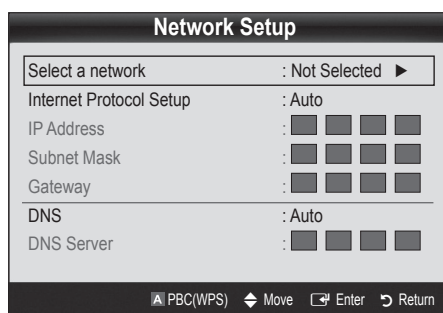 Network Setup
Select a network : Not Selected ▶
Internet Protocol Setup : Auto
IP Address :
Subnet Mask :
Gateway :
DNS : Auto
DNS Server :
A PBC(WPS) Move Enter Return